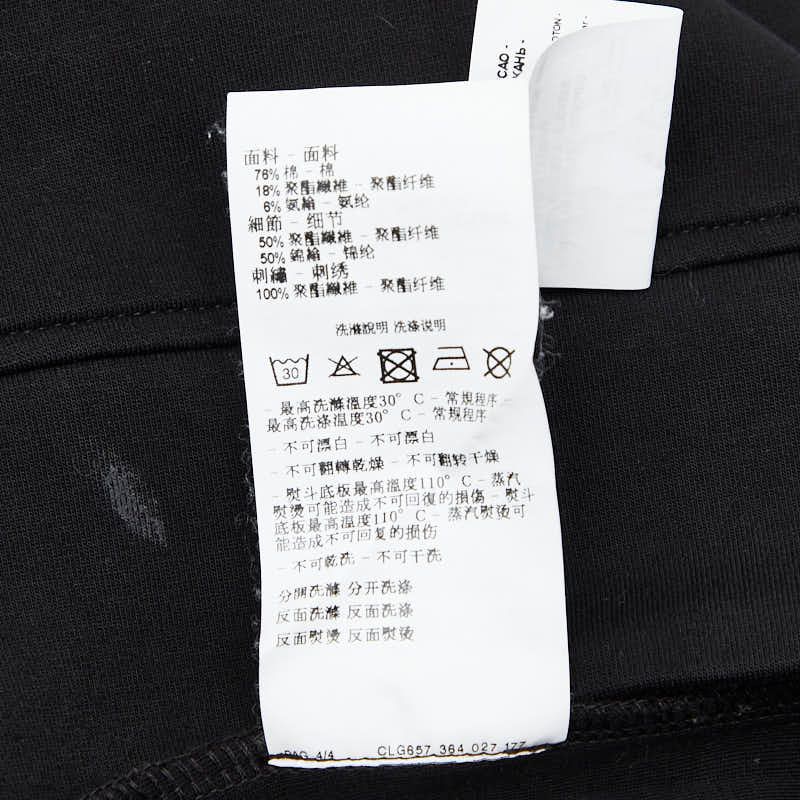 CAO -
КАНЬ -
OTON -
面料 - 面料
76% 棉 - 棉
18% 聚酯纖維 - 聚酯纤维
6% 氨綸 - 氨纶
細節 - 细节
50% 聚酯纖維 - 聚酯纤维
50% 錦綸 - 锦纶
刺繡 - 刺绣
100% 聚酯纖維 - 聚酯纤维
洗滌說明 洗涤说明
30
- 最高洗滌溫度30° C - 常規程序 -
最高洗涤温度30° C - 常规程序
- 不可漂白 - 不可漂白
- 不可翻轉乾燥 - 不可翻转干燥
- 熨斗底板最高溫度110° C - 蒸汽
熨燙可能造成不可回復的損傷 - 熨斗
底板最高温度110° C - 蒸汽熨烫可
能造成不可回复的损伤
- 不可乾洗 - 不可干洗
分開洗滌 分开洗涤
反面洗滌 反面洗涤
反面熨燙 反面熨烫
PAG 4/4 CLG657 364 027 177